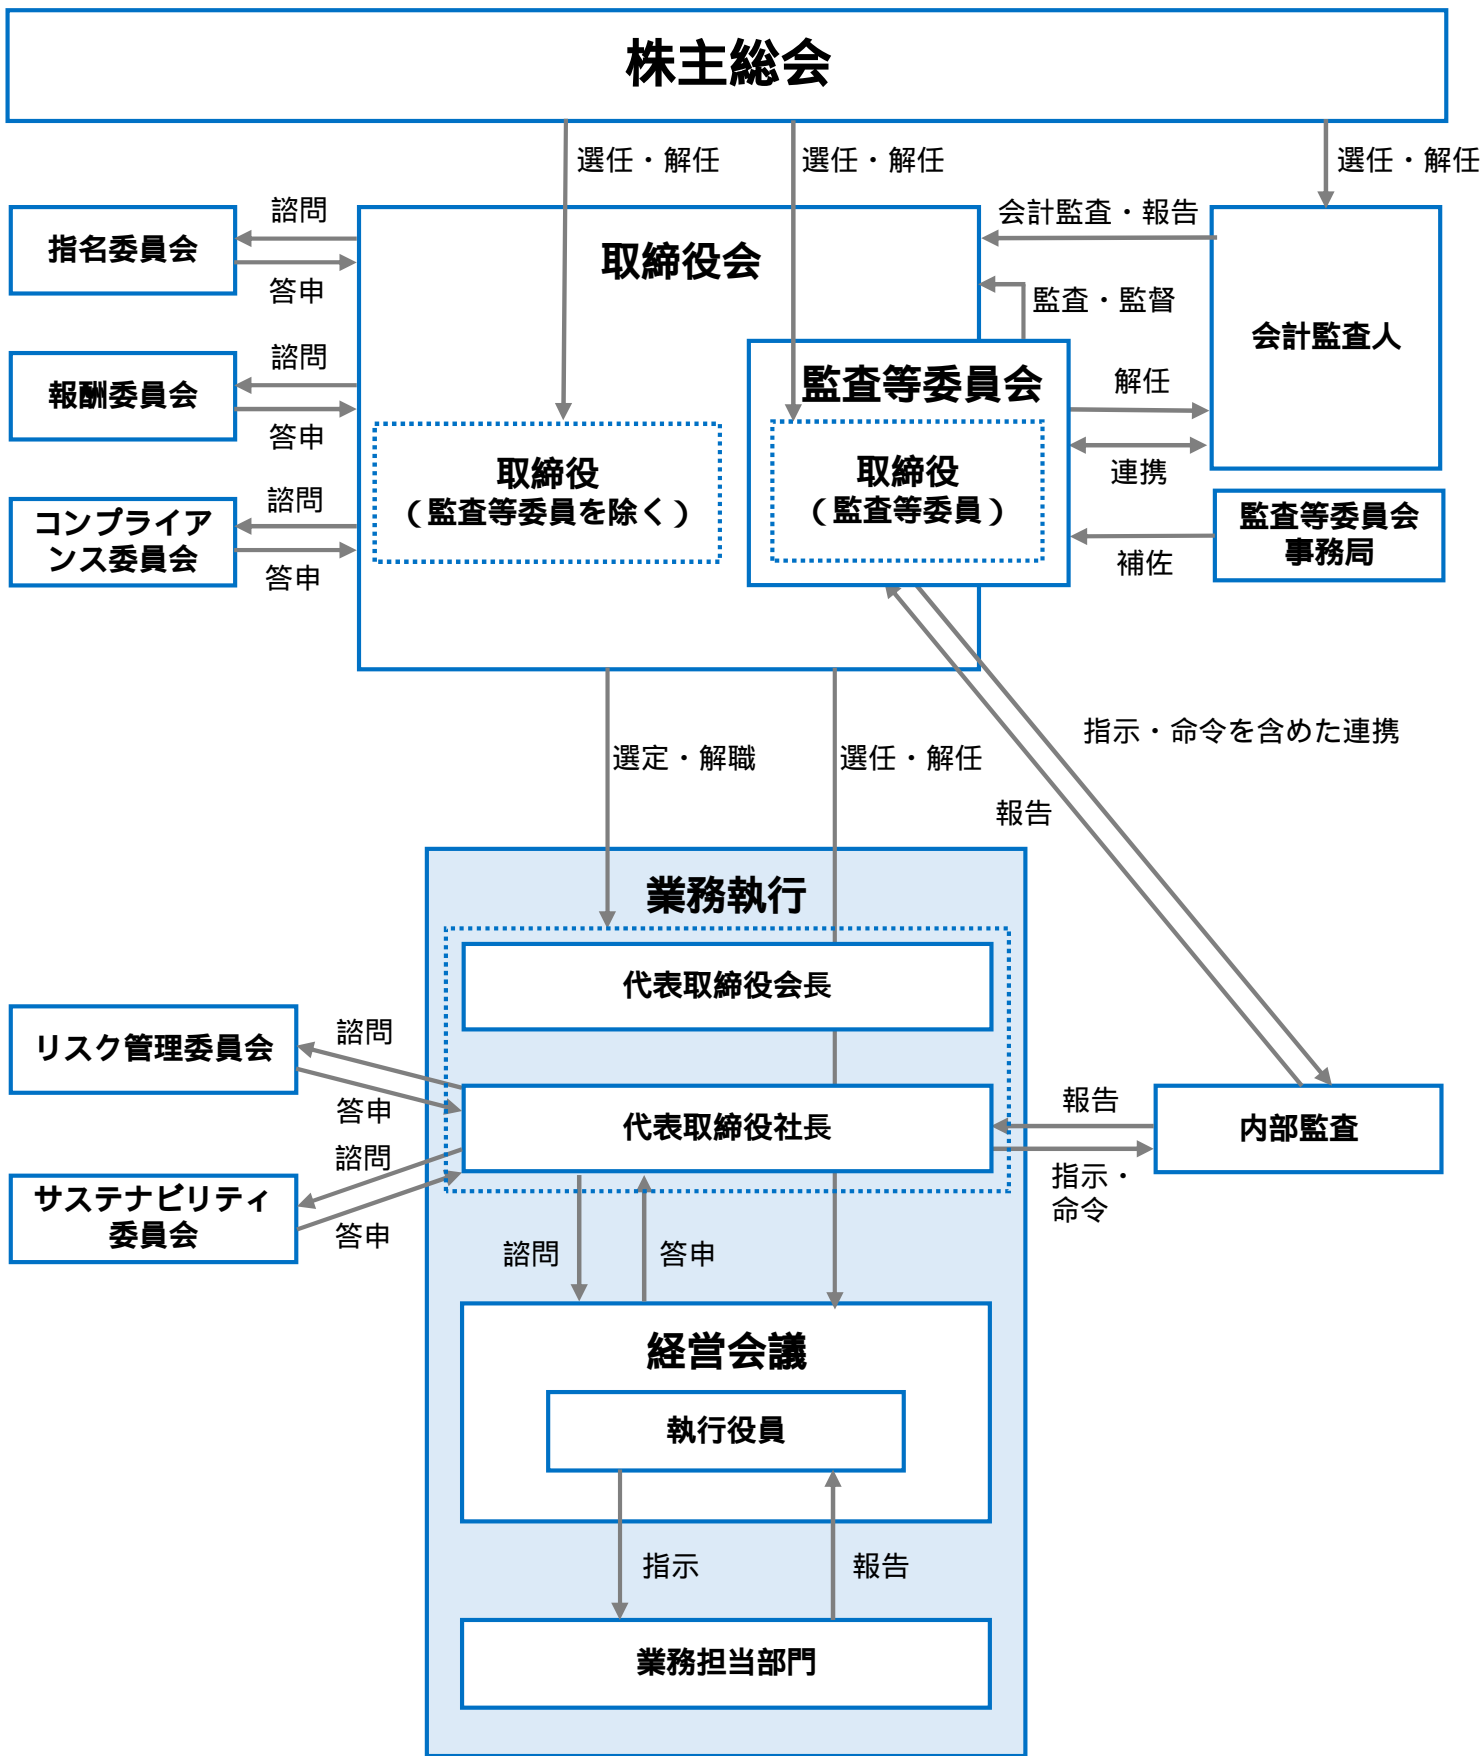 株主総会
選任・解任
選任・解任
選任・解任
諮問
指名委員会
答申
取締役会
会計監査・報告
監査・監督
会計監査人
諮問
報酬委員会
答申
監査等委員会
解任
連携
取締役
（監査等委員を除く）
取締役
（監査等委員）
諮問
コンプライア
ンス委員会
答申
監査等委員会
事務局
補佐
選定・解職
選任・解任
指示・命令を含めた連携
報告
業務執行
代表取締役会長
リスク管理委員会
諮問
答申
代表取締役社長
報告
内部監査
指示・
命令
諮問
サステナビリティ
委員会
答申
諮問
答申
経営会議
執行役員
指示
報告
業務担当部門